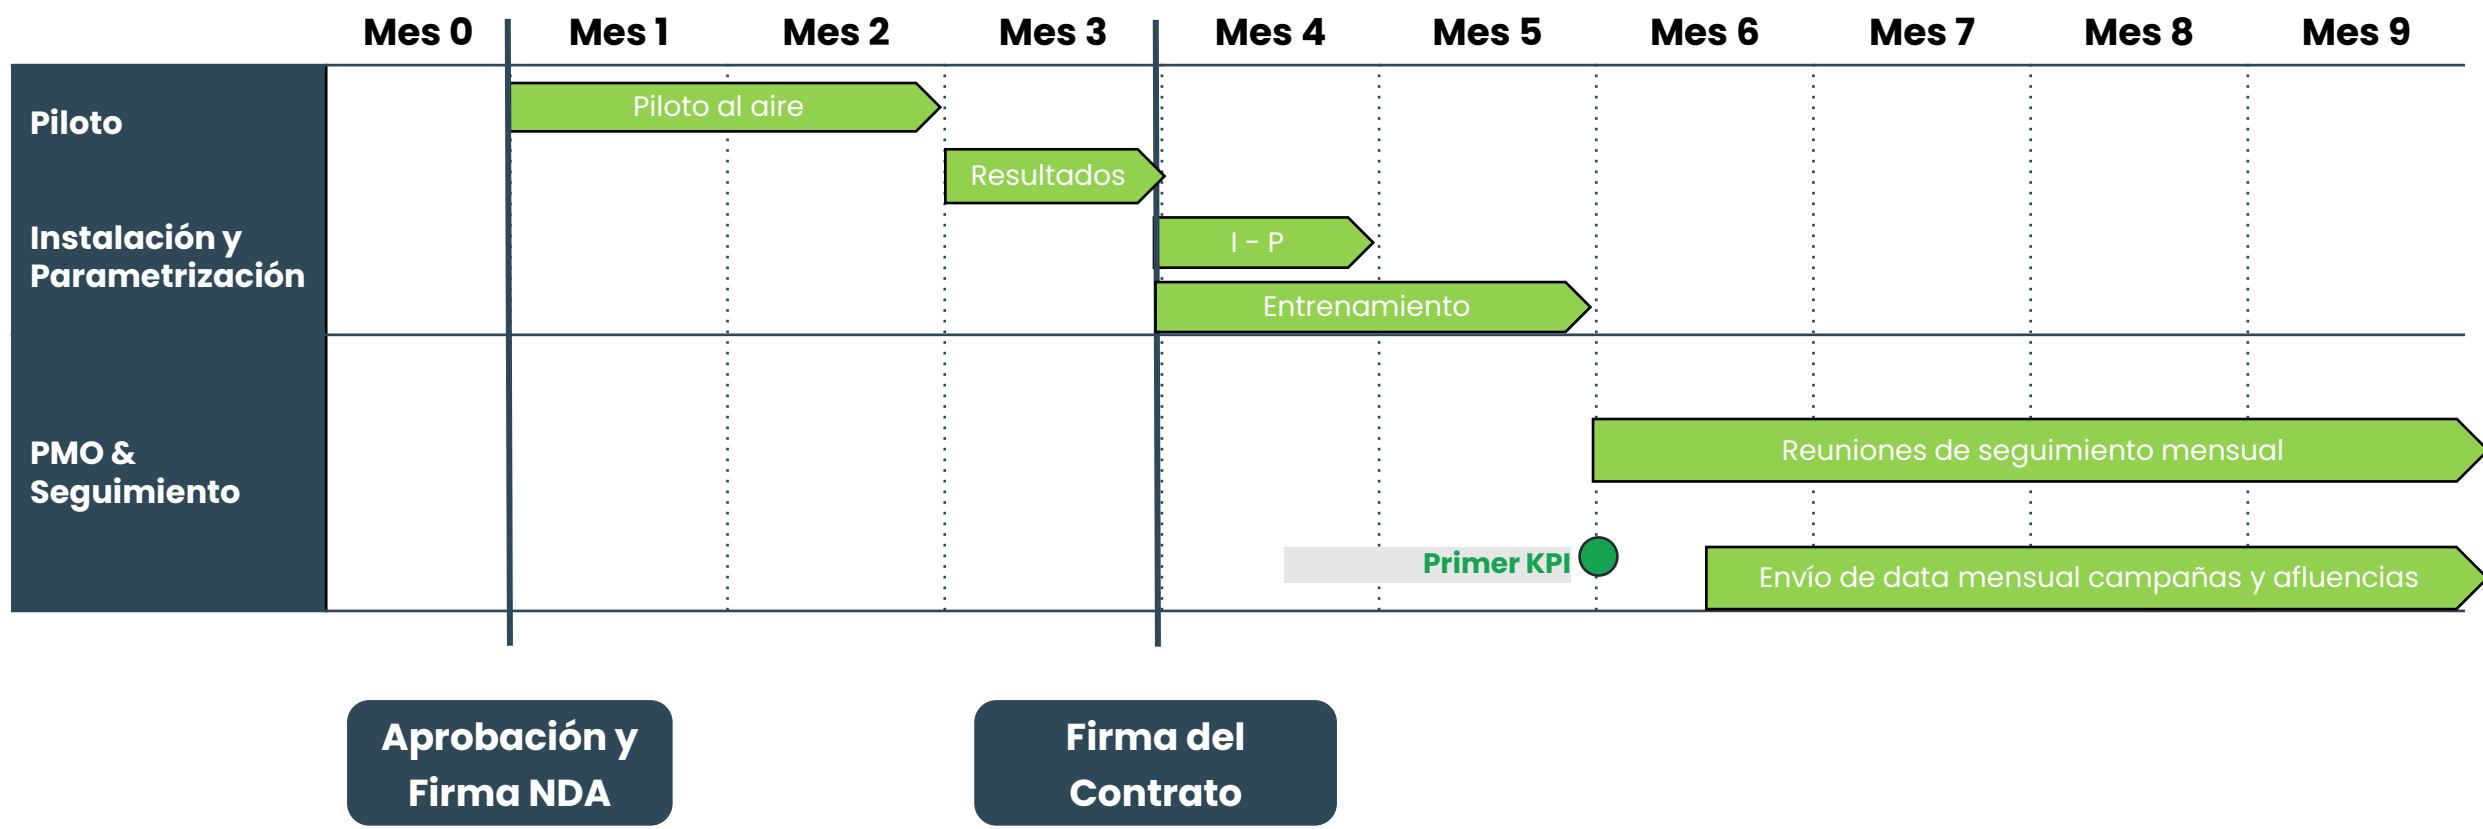 Mes 0 Mes 1 Mes 2 Mes 3 Mes 4 Mes 5 Mes 6 Mes 7 Mes 8 Mes 9
Piloto
Piloto al aire
Resultados
Instalación y
Parametrización
I - P
Entrenamiento
PMO &
Seguimiento
Reuniones de seguimiento mensual
Primer KPI
Envío de data mensual campañas y afluencias
Aprobación y
Firma NDA
Firma del
Contrato